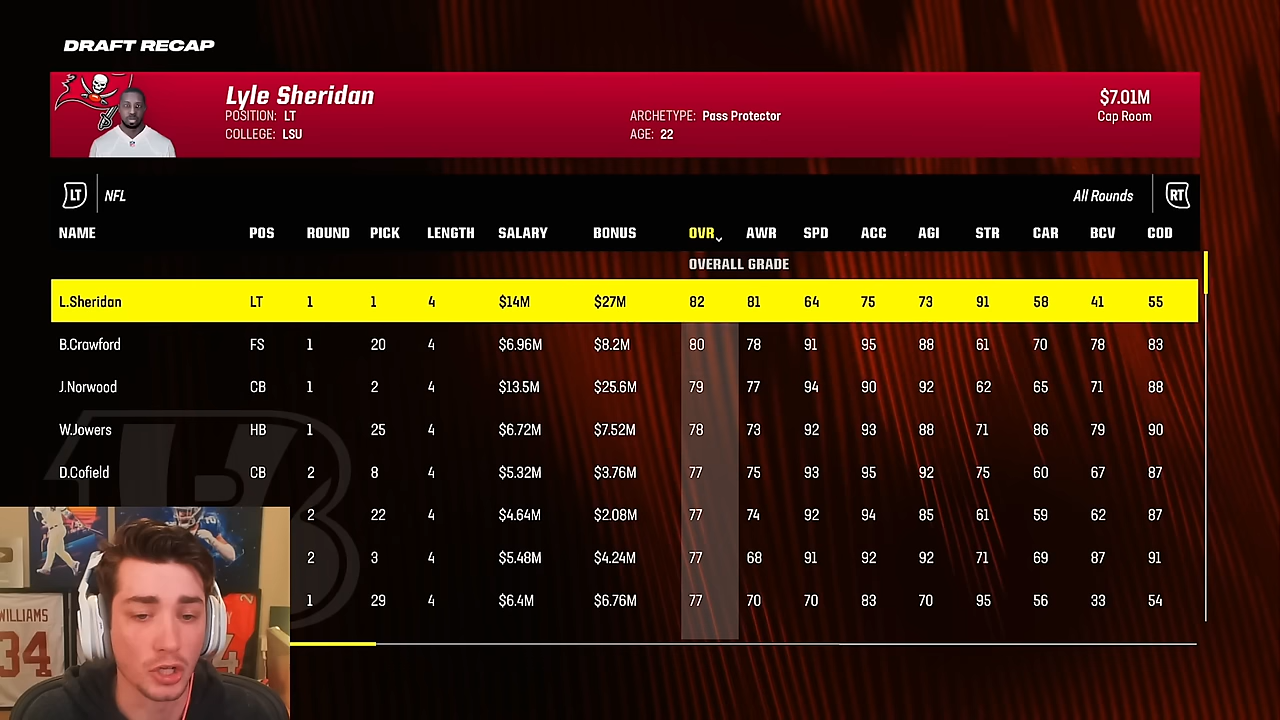 DRAFT RECAP
Lyle Sheridan
POSITION: LT
COLLEGE: LSU
ARCHETYPE: Pass Protector
AGE: 22
$7.01M
Cap Room
LT NFL All Rounds RT
NAME POS ROUND PICK LENGTH SALARY BONUS OVR AWR SPD ACC AGI STR CAR BCV COD
OVERALL GRADE
L.Sheridan LT 1 1 4 $14M $27M 82 81 64 75 73 91 58 41 55
B.Crawford FS 1 20 4 $6.96M $8.2M 80 78 91 95 88 61 70 78 83
J.Norwood CB 1 2 4 $13.5M $25.6M 79 77 94 90 92 62 65 71 88
W.Jowers HB 1 25 4 $6.72M $7.52M 78 73 92 93 88 71 86 79 90
D.Cofield CB 2 8 4 $5.32M $3.76M 77 75 93 95 92 75 60 67 87
2 22 4 $4.64M $2.08M 77 74 92 94 85 61 59 62 87
2 3 4 $5.48M $4.24M 77 68 91 92 92 71 69 87 91
1 29 4 $6.4M $6.76M 77 70 70 83 70 95 56 33 54
WILLIAMS
34